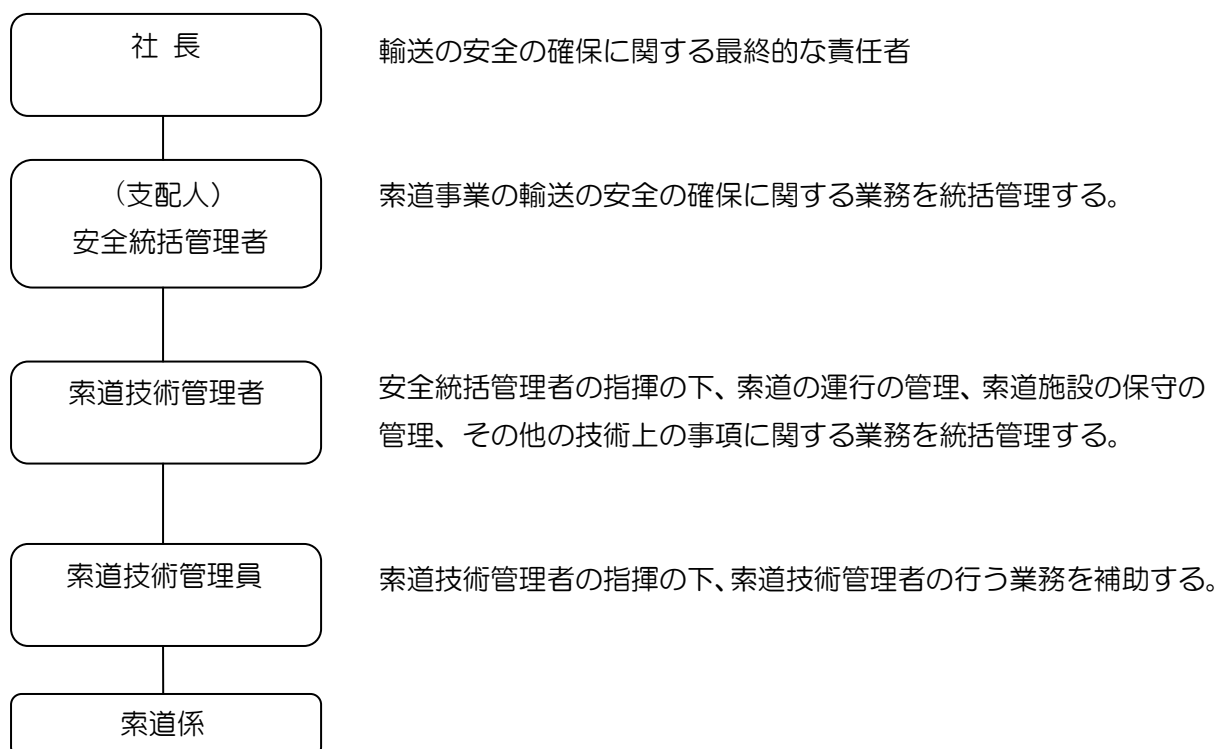 社 長
輸送の安全の確保に関する最終的な責任者
（支配人）
安全統括管理者
索道事業の輸送の安全の確保に関する業務を統括管理する。
索道技術管理者
安全統括管理者の指揮の下、索道の運行の管理、索道施設の保守の
管理、その他の技術上の事項に関する業務を統括管理する。
索道技術管理員
索道技術管理者の指揮の下、索道技術管理者の行う業務を補助する。
索道係